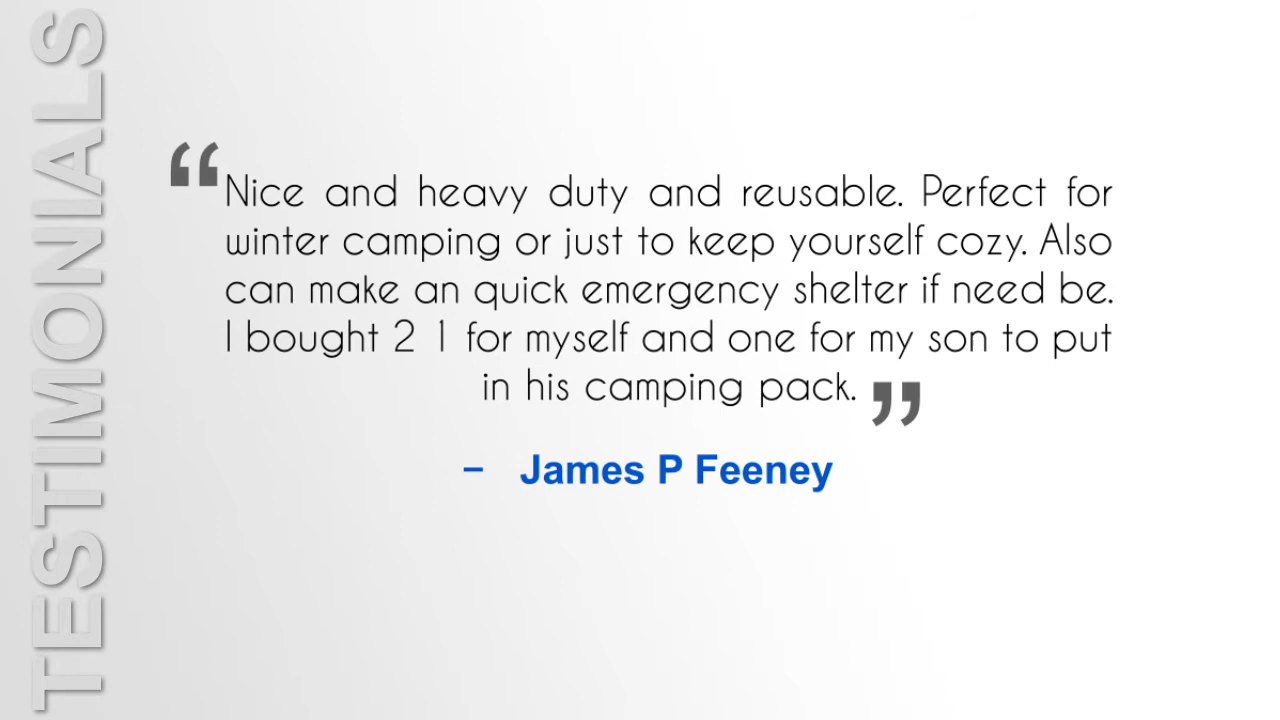 TESTIMONIALS
“Nice and heavy duty and reusable. Perfect for
winter camping or just to keep yourself cozy. Also
can make an quick emergency shelter if need be.
I bought 2 1 for myself and one for my son to put
in his camping pack.”
– James P Feeney